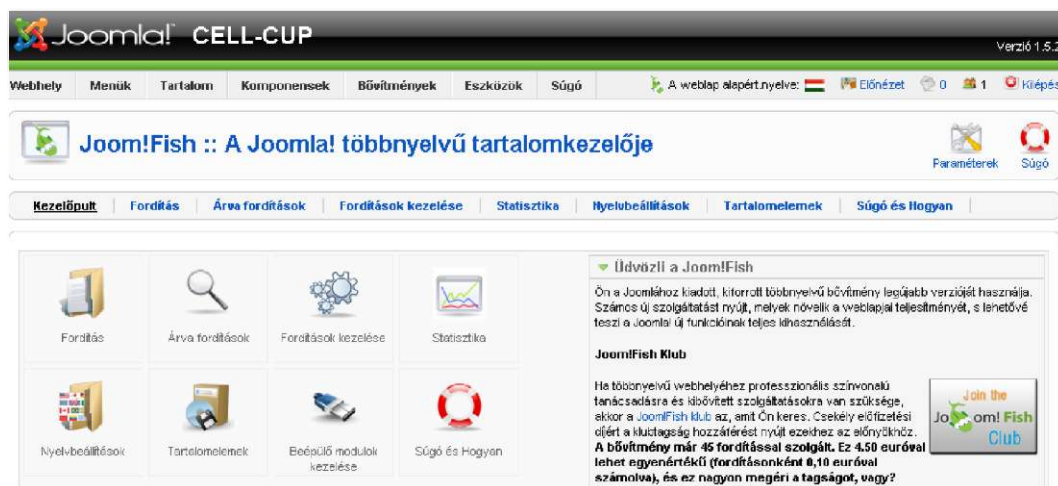 Joomla! CELL-CUP
Verzió 1.5.2
Webhely Menük Tartalom Komponensek Bővítmények Eszközök Súgó A weblap alapért.nyelve: Előnézet 0 1 Kilépés
Joom!Fish :: A Joomla! többnyelvű tartalomkezelője
Paraméterek Súgó
Kezelőpult Fordítás Árva fordítások Fordítások kezelése Statisztika Nyelvbeállítások Tartalomelemek Súgó és Hogyan
Fordítás Árva fordítások Fordítások kezelése Statisztika
Nyelvbeállítások Tartalomelemek Beépülő modulok kezelése Súgó és Hogyan
Üdvözli a Joom!Fish
Ön a Joomlához kiadott, kiforrott többnyelvű bővítmény legújabb verzióját használja.
Számos új szolgáltatást nyújt, melyek növelik a weblapjai teljesítményét, s lehetővé
teszi a Joomla! új funkcióinak teljes kihasználását.
Joom!Fish Klub
Ha többnyelvű webhelyéhez professzionális színvonalú
tanácsadásra és kibővített szolgáltatásokra van szüksége,
akkor a Joom!Fish klub az, amit Ön keres. Csekély előfizetési
díjért a klubtagság hozzáférést nyújt ezekhez az előnyökhöz.
A bővítmény már 45 fordítással szolgált. Ez 4.50 euróval
lehet egyenértékű (fordításonként 0,10 euróval
számolva), és ez nagyon megéri a tagságot, vagy?
Join the
Joom! Fish
Club